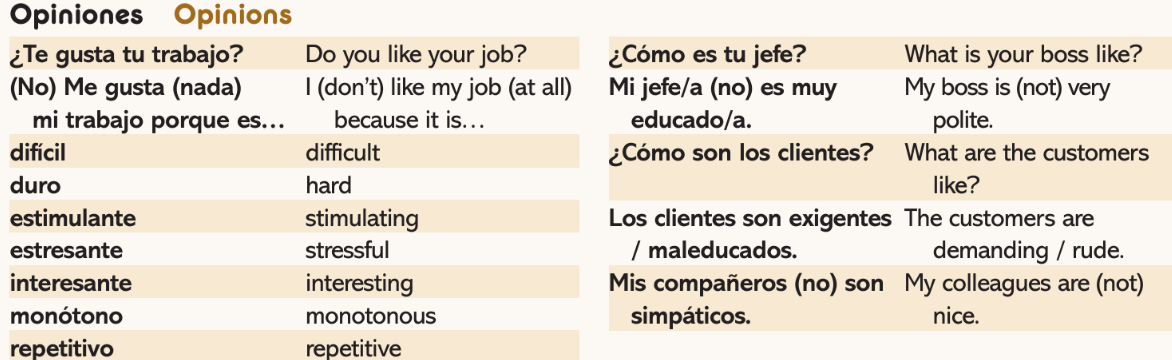 Opiniones Opinions
¿Te gusta tu trabajo? Do you like your job?
(No) Me gusta (nada) I (don't) like my job (at all)
mi trabajo porque es… because it is…
difícil difficult
duro hard
estimulante stimulating
estresante stressful
interesante interesting
monótono monotonous
repetitivo repetitive
¿Cómo es tu jefe? What is your boss like?
Mi jefe/a (no) es muy My boss is (not) very
educado/a. polite.
¿Cómo son los clientes? What are the customers
like?
Los clientes son exigentes The customers are
/ maleducados. demanding / rude.
Mis compañeros (no) son My colleagues are (not)
simpáticos. nice.